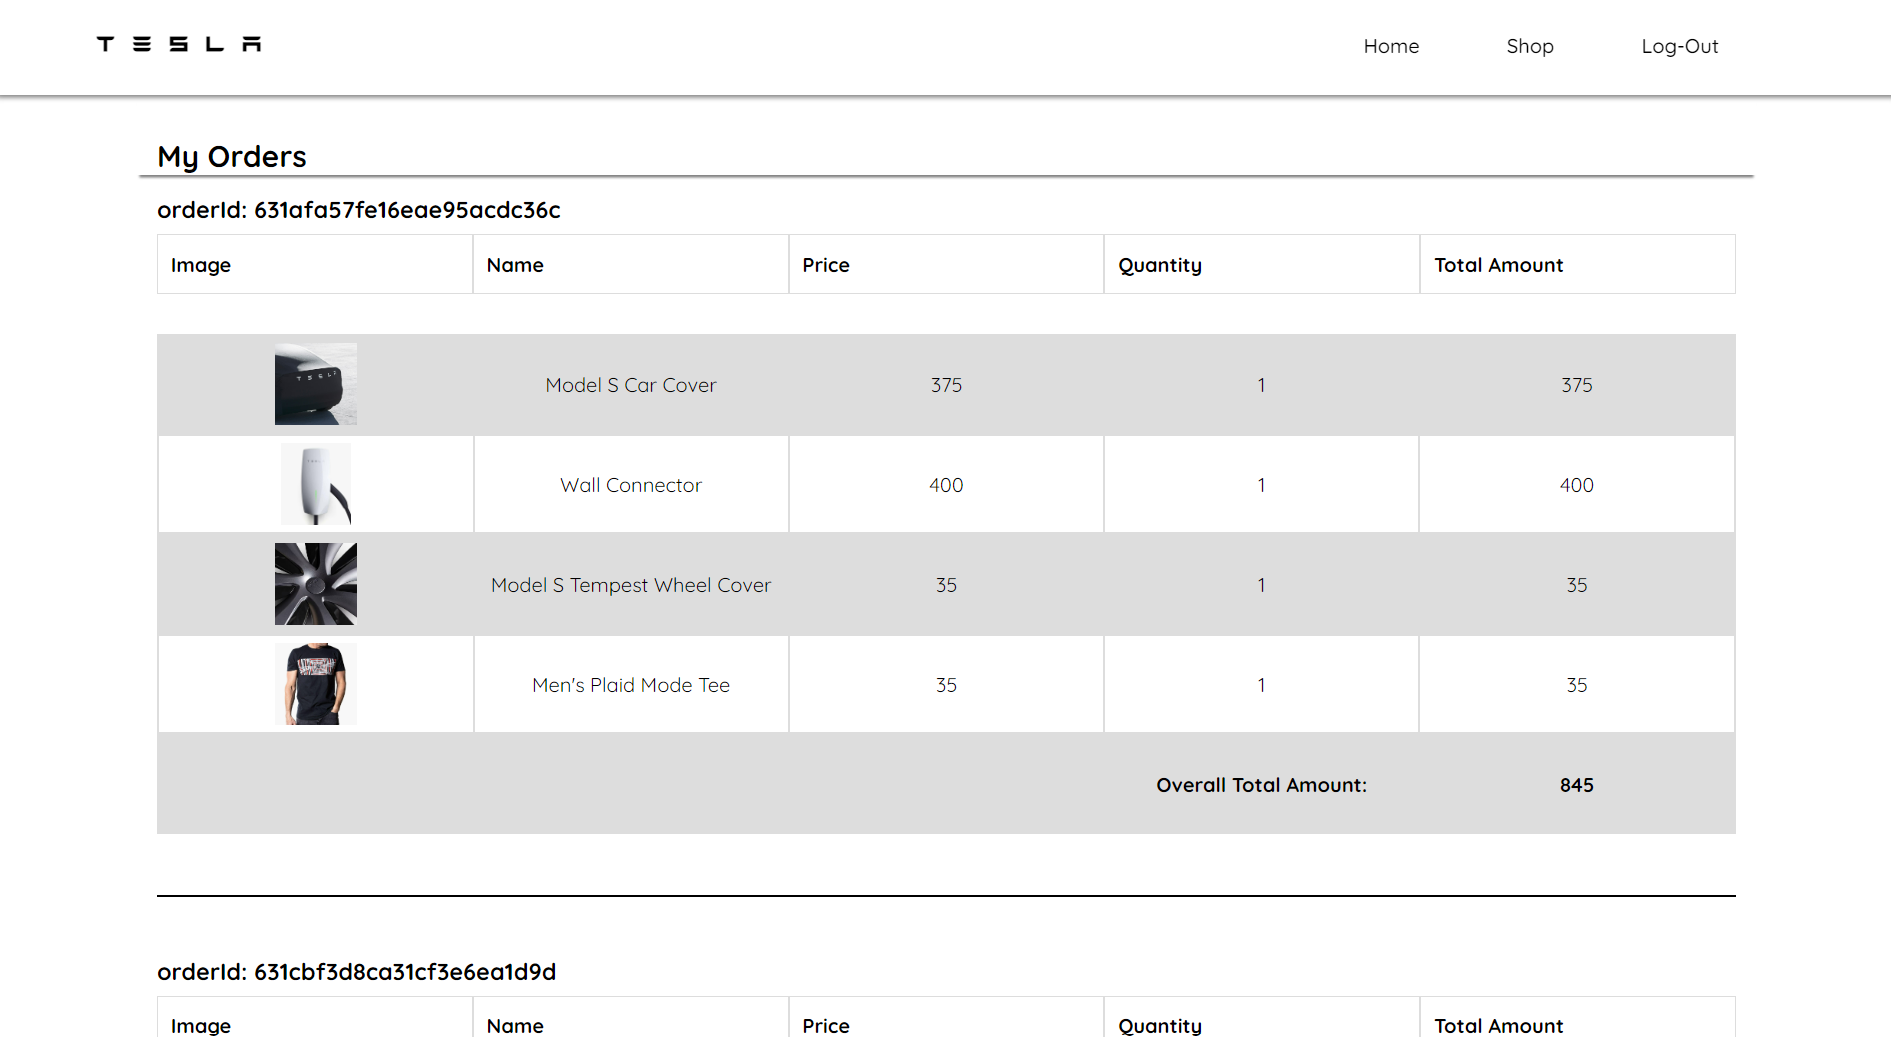 TESLA
Home Shop Log-Out
My Orders
orderId: 631afa57fe16eae95acdc36c
Image Name Price Quantity Total Amount
TESLA
Model S Car Cover 375 1 375
Wall Connector 400 1 400
Model S Tempest Wheel Cover 35 1 35
Men's Plaid Mode Tee 35 1 35
Overall Total Amount: 845
orderId: 631cbf3d8ca31cf3e6ea1d9d
Image Name Price Quantity Total Amount